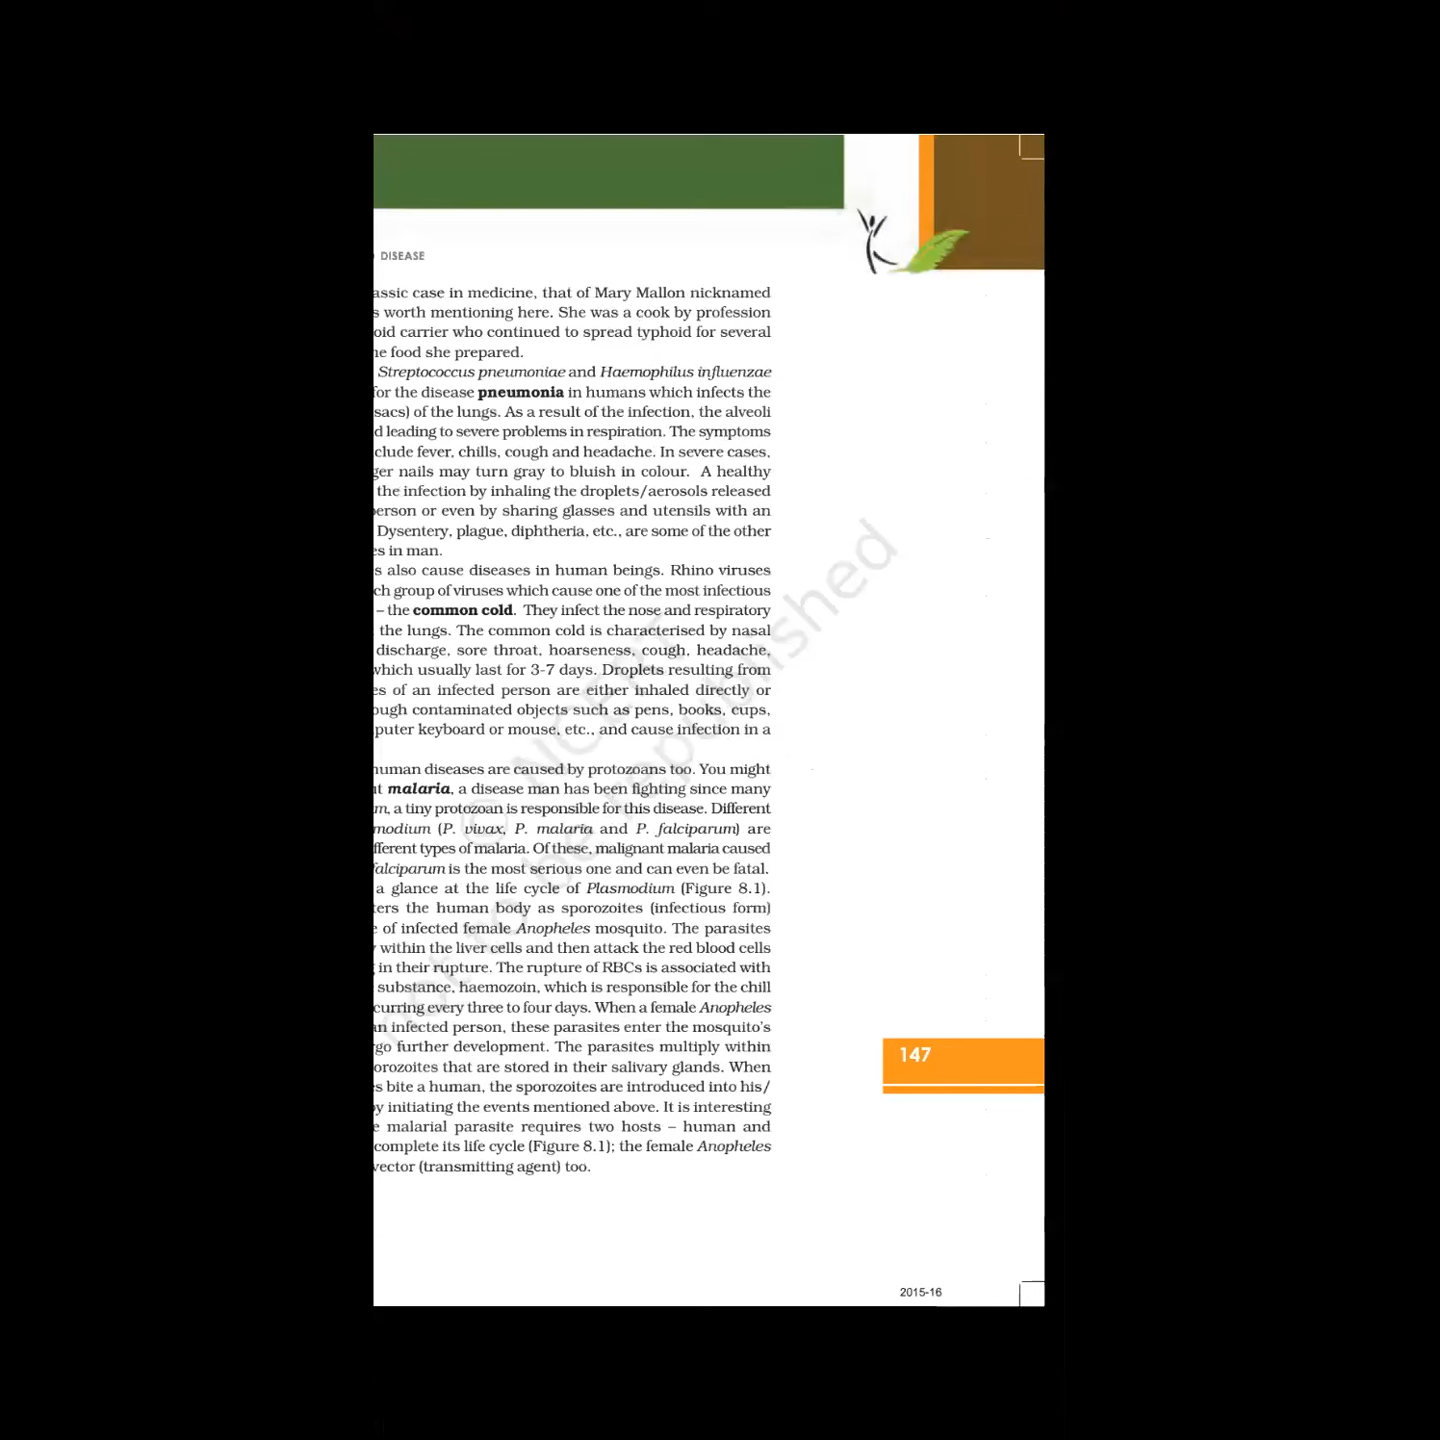 DISEASE
assic case in medicine, that of Mary Mallon nicknamed
s worth mentioning here. She was a cook by profession
oid carrier who continued to spread typhoid for several
he food she prepared.
Streptococcus pneumoniae and Haemophilus influenzae
for the disease pneumonia in humans which infects the
sacs) of the lungs. As a result of the infection, the alveoli
d leading to severe problems in respiration. The symptoms
clude fever, chills, cough and headache. In severe cases,
ger nails may turn gray to bluish in colour. A healthy
the infection by inhaling the droplets/aerosols released
person or even by sharing glasses and utensils with an
Dysentery, plague, diphtheria, etc., are some of the other
es in man.
s also cause diseases in human beings. Rhino viruses
ch group of viruses which cause one of the most infectious
– the common cold. They infect the nose and respiratory
the lungs. The common cold is characterised by nasal
discharge, sore throat, hoarseness, cough, headache,
which usually last for 3-7 days. Droplets resulting from
es of an infected person are either inhaled directly or
ough contaminated objects such as pens, books, cups,
puter keyboard or mouse, etc., and cause infection in a
human diseases are caused by protozoans too. You might
ut malaria, a disease man has been fighting since many
m, a tiny protozoan is responsible for this disease. Different
modium (P. vivax, P. malaria and P. falciparum) are
fferent types of malaria. Of these, malignant malaria caused
falciparum is the most serious one and can even be fatal.
a glance at the life cycle of Plasmodium (Figure 8.1).
ters the human body as sporozoites (infectious form)
e of infected female Anopheles mosquito. The parasites
y within the liver cells and then attack the red blood cells
g in their rupture. The rupture of RBCs is associated with
substance, haemozoin, which is responsible for the chill
curring every three to four days. When a female Anopheles
an infected person, these parasites enter the mosquito's
rgo further development. The parasites multiply within
orozoites that are stored in their salivary glands. When
s bite a human, the sporozoites are introduced into his/
by initiating the events mentioned above. It is interesting
e malarial parasite requires two hosts – human and
complete its life cycle (Figure 8.1); the female Anopheles
vector (transmitting agent) too.
© NCERT
not to be republished
147
2015-16